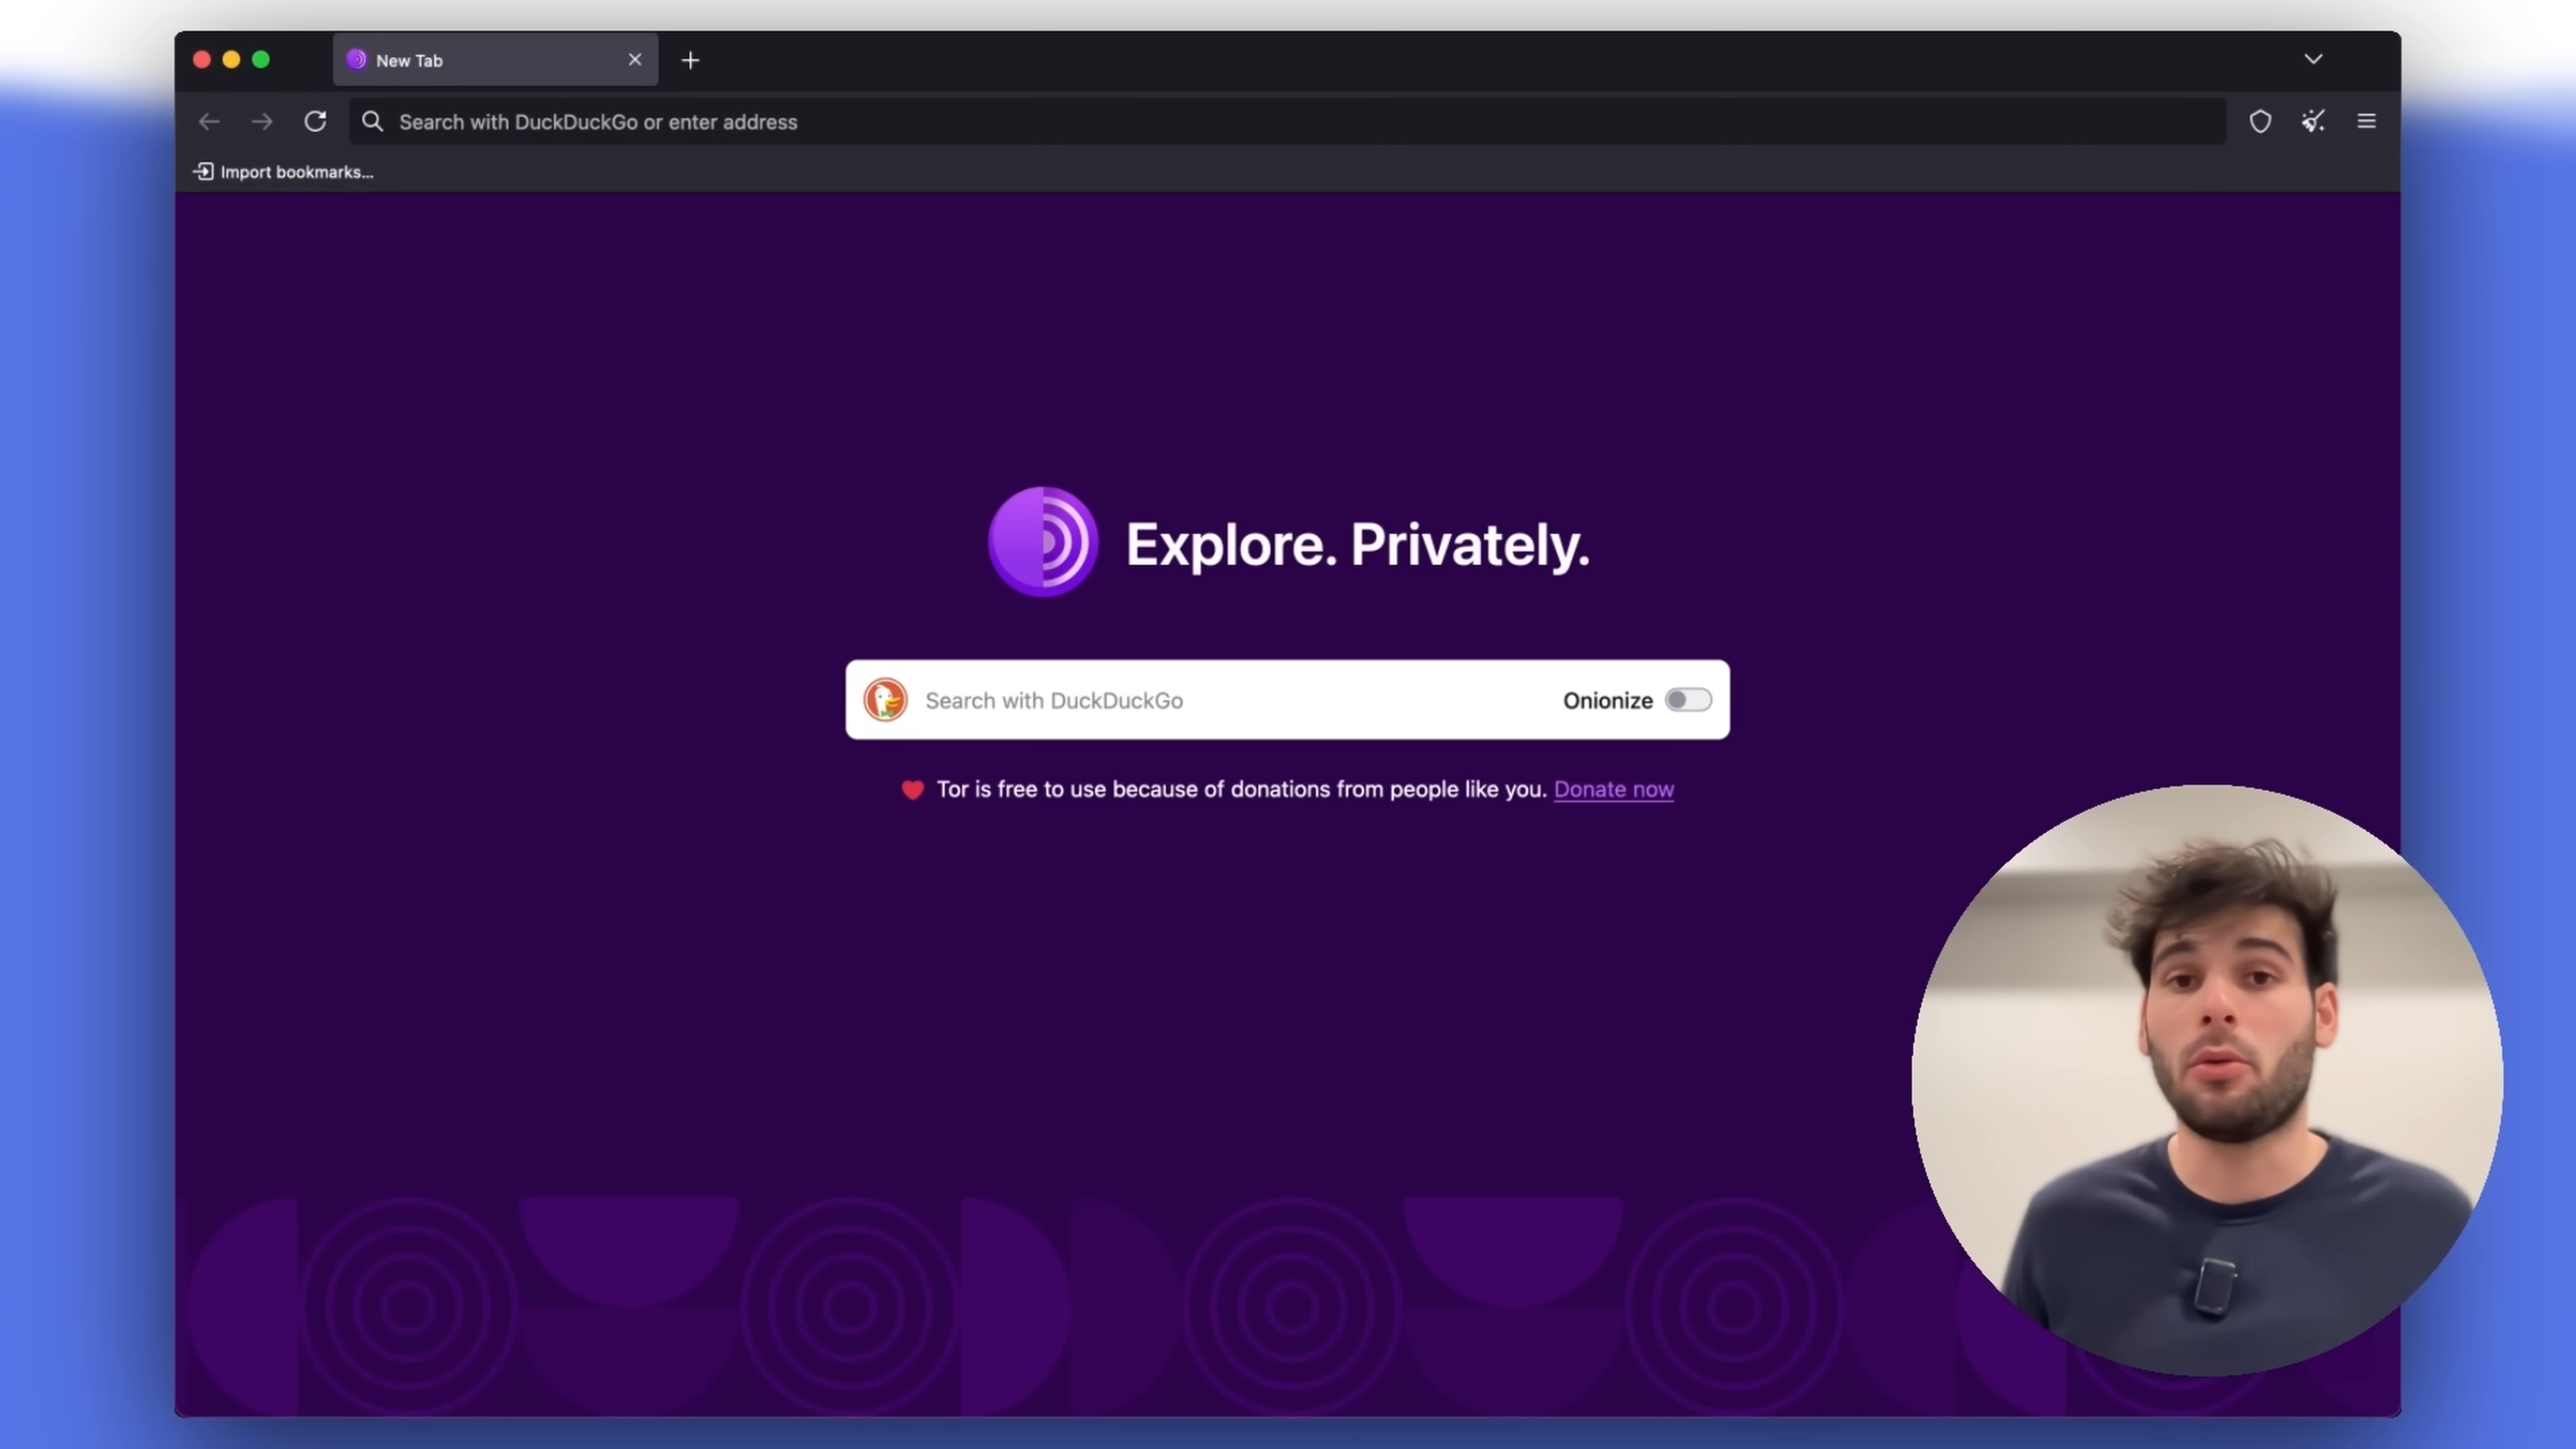 New Tab
Search with DuckDuckGo or enter address
Import bookmarks...
Explore. Privately.
Search with DuckDuckGo
Onionize
Tor is free to use because of donations from people like you. Donate now